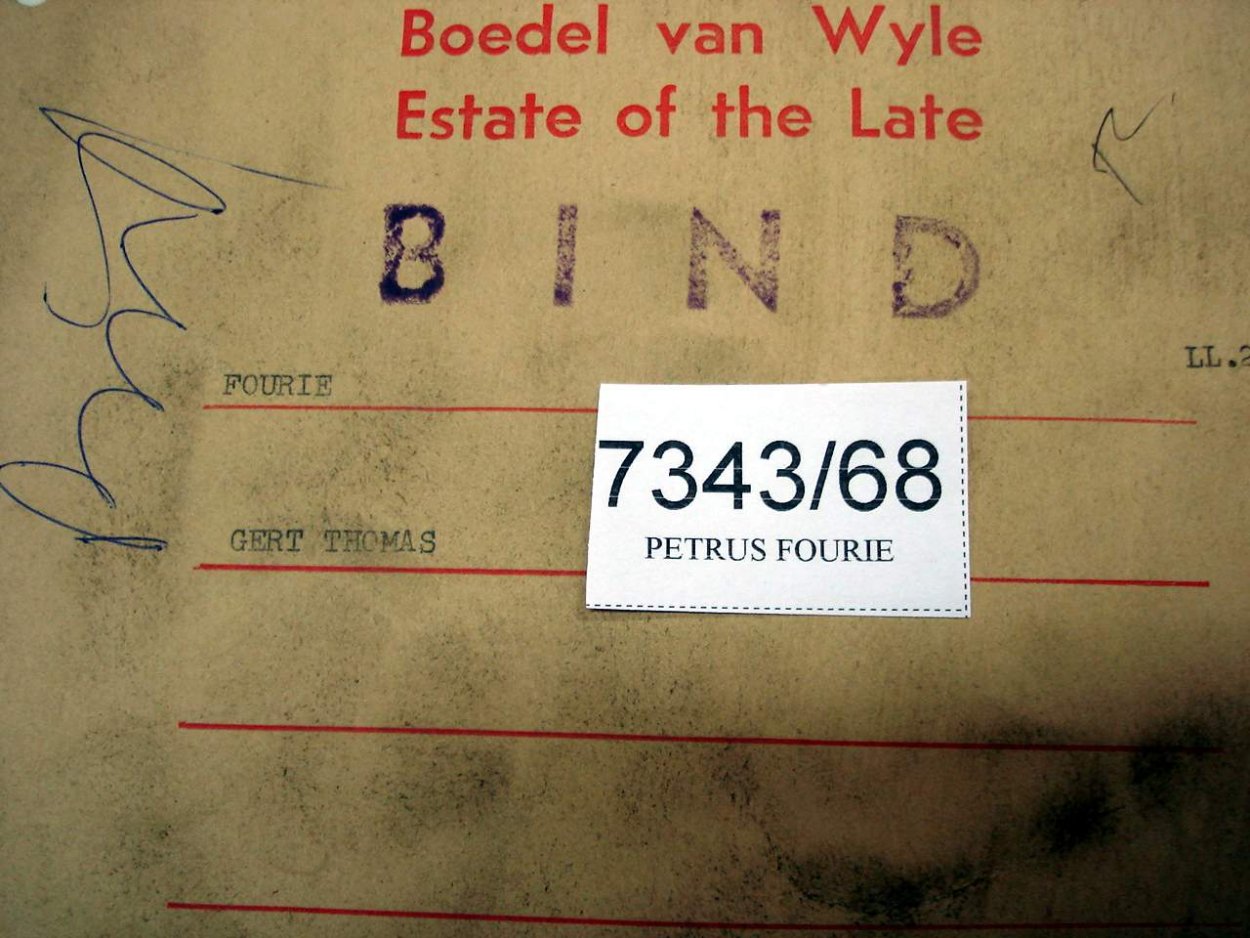 Boedel van Wyle
Estate of the Late
BIND
LL.2
FOURIE
7343/68
PETRUS FOURIE
GERT THOMAS